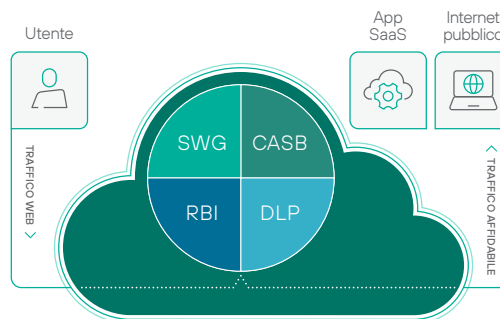 Utente
App
SaaS
Internet
pubblico
SWG
CASB
RBI
DLP
TRAFFICO WEB
TRAFFICO AFFIDABILE